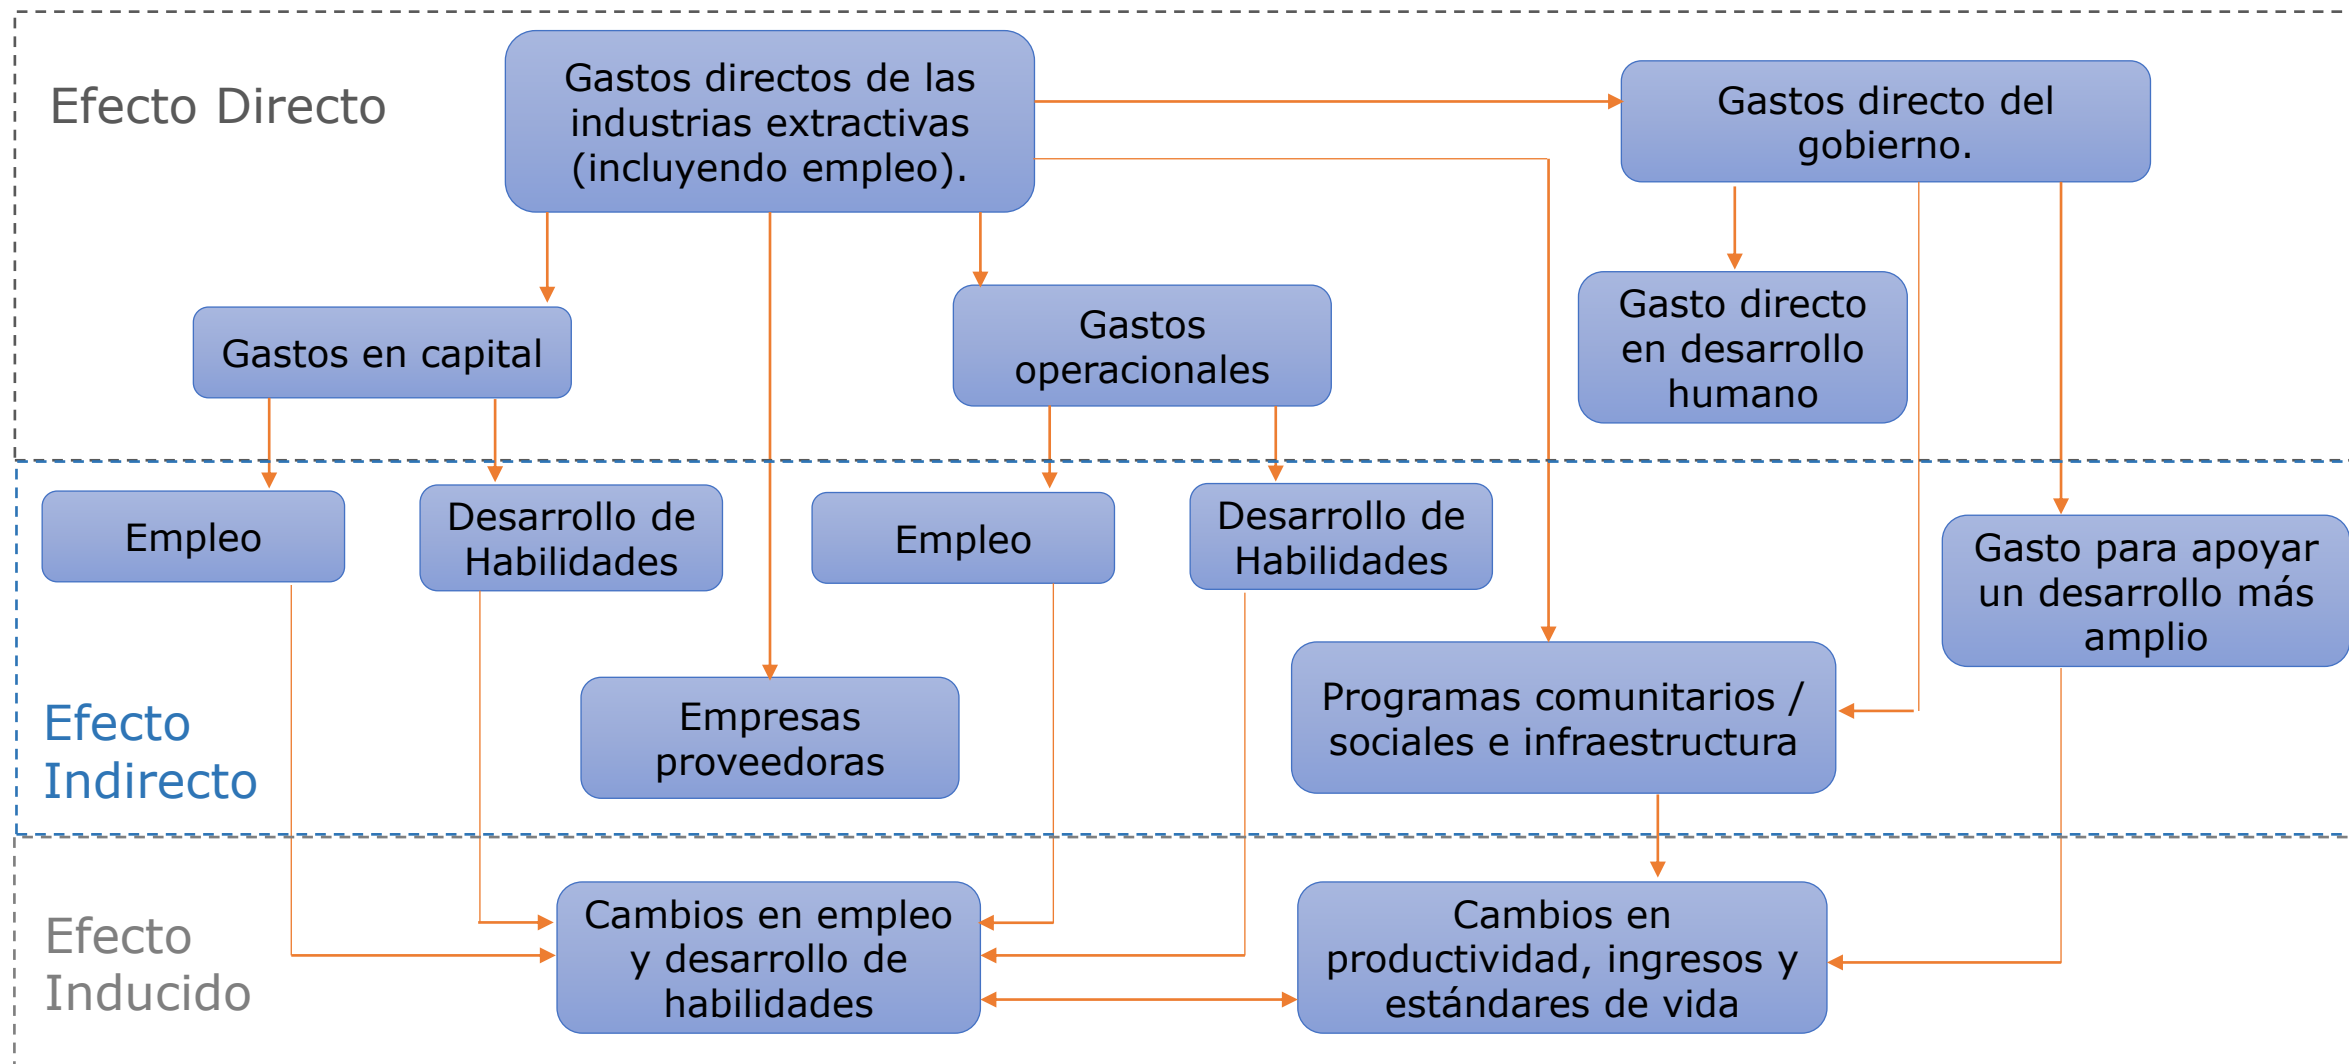 Efecto Directo
Gastos directos de las
industrias extractivas
(incluyendo empleo).
Gastos directo del
gobierno.
Gastos en capital
Gastos
operacionales
Gasto directo
en desarrollo
humano
Efecto
Indirecto
Empleo
Desarrollo de
Habilidades
Empleo
Desarrollo de
Habilidades
Gasto para apoyar
un desarrollo más
amplio
Empresas
proveedoras
Programas comunitarios /
sociales e infraestructura
Efecto
Inducido
Cambios en empleo
y desarrollo de
habilidades
Cambios en
productividad, ingresos y
estándares de vida